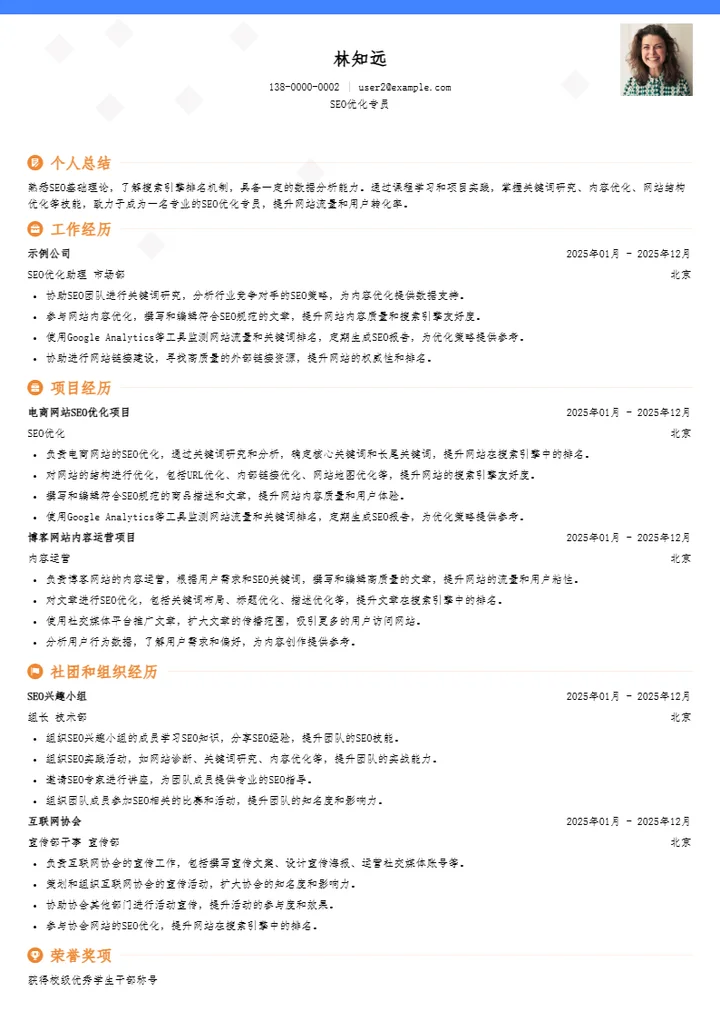 林知远
138-0000-0002 | user2@example.com
SEO优化专员
个人总结
熟悉SEO基础理论，了解搜索引擎排名机制，具备一定的数据分析能力。通过课程学习和项目实践，掌握关键词研究、内容优化、网站结构
优化等技能，致力于成为一名专业的SEO优化专员，提升网站流量和用户转化率。
工作经历
示例公司 2025年01月 - 2025年12月
SEO优化助理 市场部 北京
• 协助SEO团队进行关键词研究，分析行业竞争对手的SEO策略，为内容优化提供数据支持。
• 参与网站内容优化，撰写和编辑符合SEO规范的文章，提升网站内容质量和搜索引擎友好度。
• 使用Google Analytics等工具监测网站流量和关键词排名，定期生成SEO报告，为优化策略提供参考。
• 协助进行网站链接建设，寻找高质量的外部链接资源，提升网站的权威性和排名。
项目经历
电商网站SEO优化项目 2025年01月 - 2025年12月
SEO优化 北京
• 负责电商网站的SEO优化，通过关键词研究和分析，确定核心关键词和长尾关键词，提升网站在搜索引擎中的排名。
• 对网站的结构进行优化，包括URL优化、内部链接优化、网站地图优化等，提升网站的搜索引擎友好度。
• 撰写和编辑符合SEO规范的商品描述和文章，提升网站内容质量和用户体验。
• 使用Google Analytics等工具监测网站流量和关键词排名，定期生成SEO报告，为优化策略提供参考。
博客网站内容运营项目 2025年01月 - 2025年12月
内容运营 北京
• 负责博客网站的内容运营，根据用户需求和SEO关键词，撰写和编辑高质量的文章，提升网站的流量和用户粘性。
• 对文章进行SEO优化，包括关键词布局、标题优化、描述优化等，提升文章在搜索引擎中的排名。
• 使用社交媒体平台推广文章，扩大文章的传播范围，吸引更多的用户访问网站。
• 分析用户行为数据，了解用户需求和偏好，为内容创作提供参考。
社团和组织经历
SEO兴趣小组 2025年01月 - 2025年12月
组长 技术部 北京
• 组织SEO兴趣小组的成员学习SEO知识，分享SEO经验，提升团队的SEO技能。
• 组织SEO实践活动，如网站诊断、关键词研究、内容优化等，提升团队的实战能力。
• 邀请SEO专家进行讲座，为团队成员提供专业的SEO指导。
• 组织团队成员参加SEO相关的比赛和活动，提升团队的知名度和影响力。
互联网协会 2025年01月 - 2025年12月
宣传部干事 宣传部 北京
• 负责互联网协会的宣传工作，包括撰写宣传文案、设计宣传海报、运营社交媒体账号等。
• 策划和组织互联网协会的宣传活动，扩大协会的知名度和影响力。
• 协助协会其他部门进行活动宣传，提升活动的参与度和效果。
• 参与协会网站的SEO优化，提升网站在搜索引擎中的排名。
荣誉奖项
获得校级优秀学生干部称号